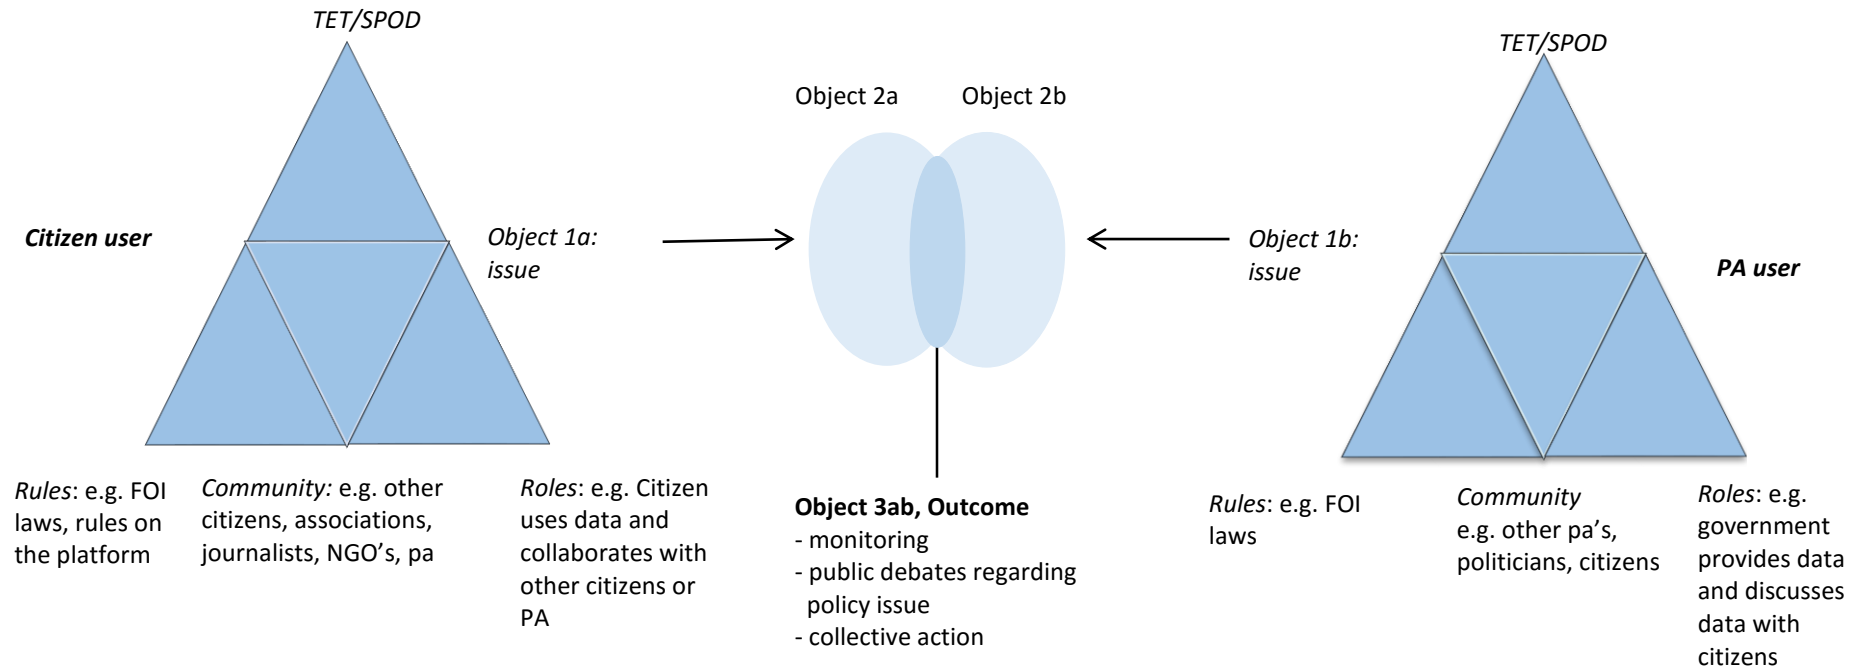 TET/SPOD
Citizen user
Object 1a:
issue
Rules: e.g. FOI
laws, rules on
the platform
Community: e.g. other
citizens, associations,
journalists, NGO's, pa
Roles: e.g. Citizen
uses data and
collaborates with
other citizens or
PA
Object 2a
Object 2b
Object 3ab, Outcome
- monitoring
- public debates regarding
policy issue
- collective action
TET/SPOD
Object 1b:
issue
PA user
Rules: e.g. FOI
laws
Community
e.g. other pa's,
politicians, citizens
Roles: e.g.
government
provides data
and discusses
data with
citizens